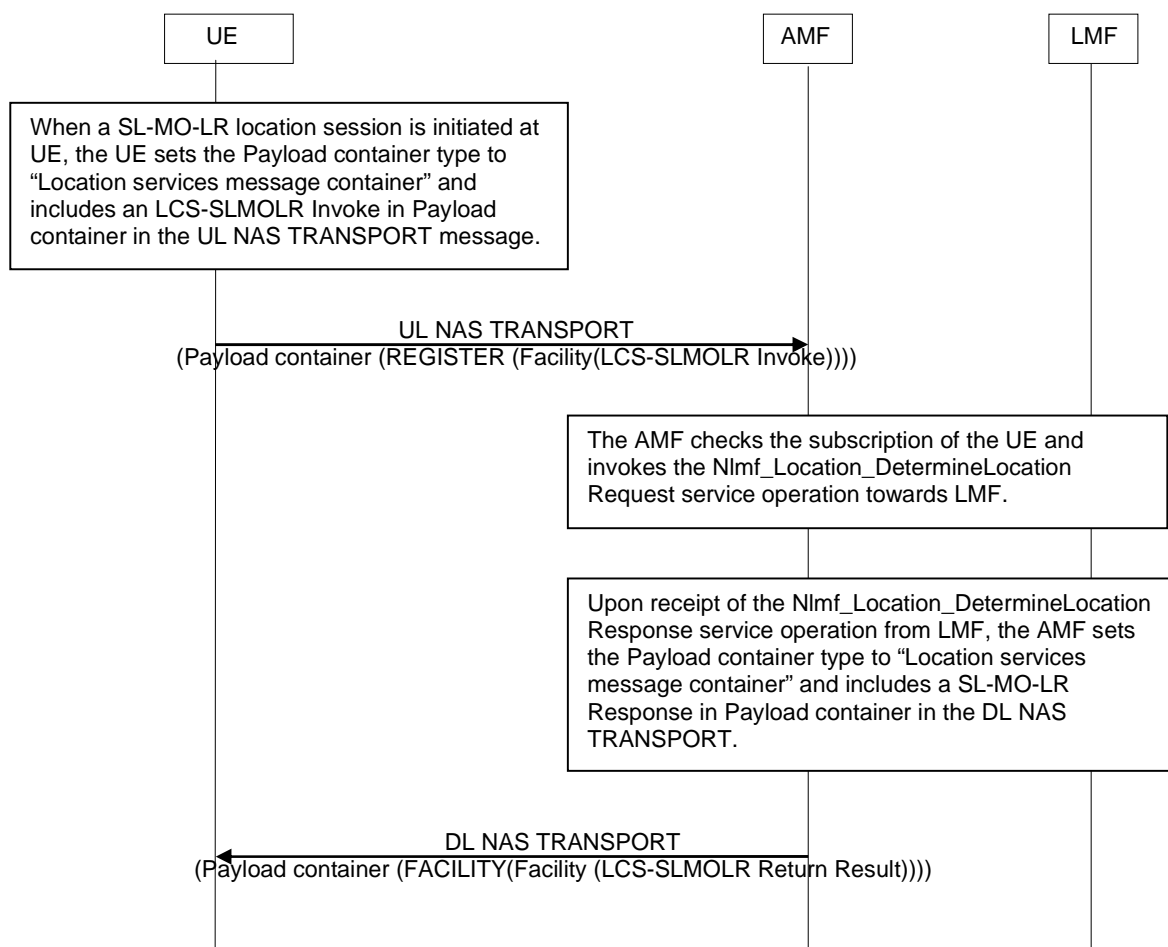 UE
AMF
LMF
When a SL-MO-LR location session is initiated at
UE, the UE sets the Payload container type to
“Location services message container” and
includes an LCS-SLMOLR Invoke in Payload
container in the UL NAS TRANSPORT message.
UL NAS TRANSPORT
(Payload container (REGISTER (Facility(LCS-SLMOLR Invoke))))
The AMF checks the subscription of the UE and
invokes the Nlmf_Location_DetermineLocation
Request service operation towards LMF.
Upon receipt of the Nlmf_Location_DetermineLocation
Response service operation from LMF, the AMF sets
the Payload container type to “Location services
message container” and includes a SL-MO-LR
Response in Payload container in the DL NAS
TRANSPORT.
DL NAS TRANSPORT
(Payload container (FACILITY(Facility (LCS-SLMOLR Return Result))))